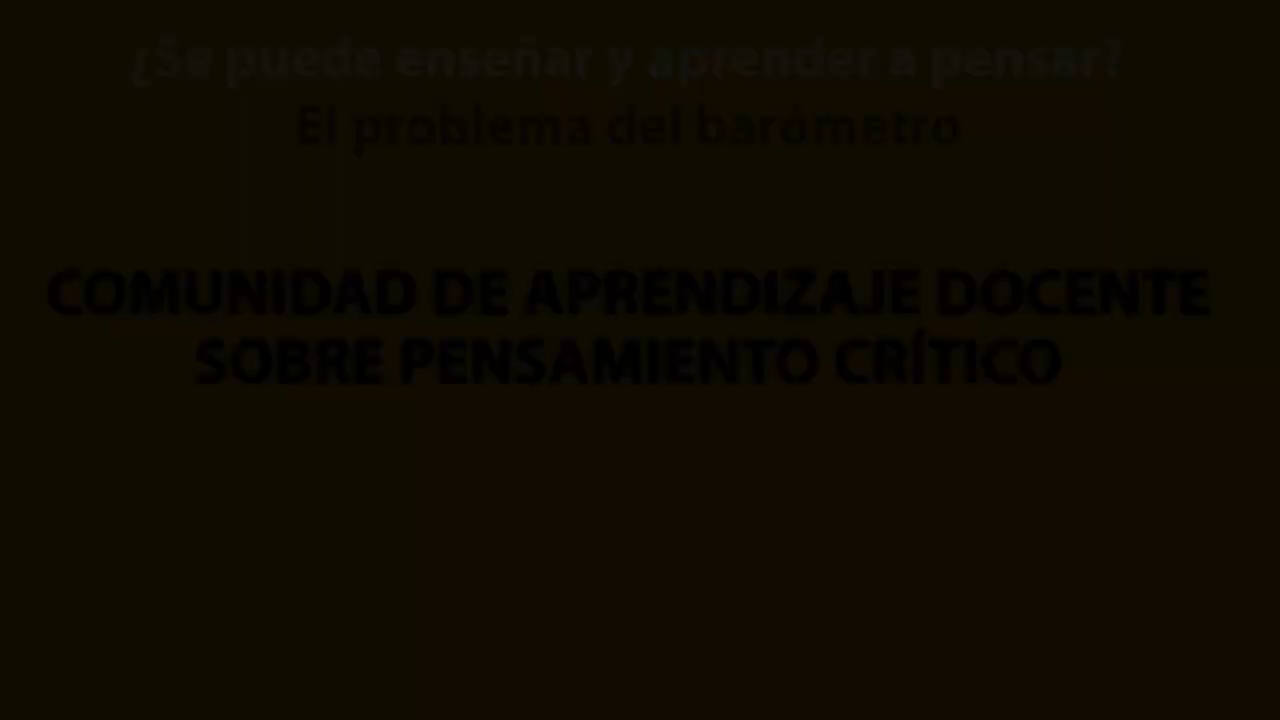 ¿Se puede enseñar y aprender a pensar?
El problema del barómetro
COMUNIDAD DE APRENDIZAJE DOCENTE
SOBRE PENSAMIENTO CRÍTICO